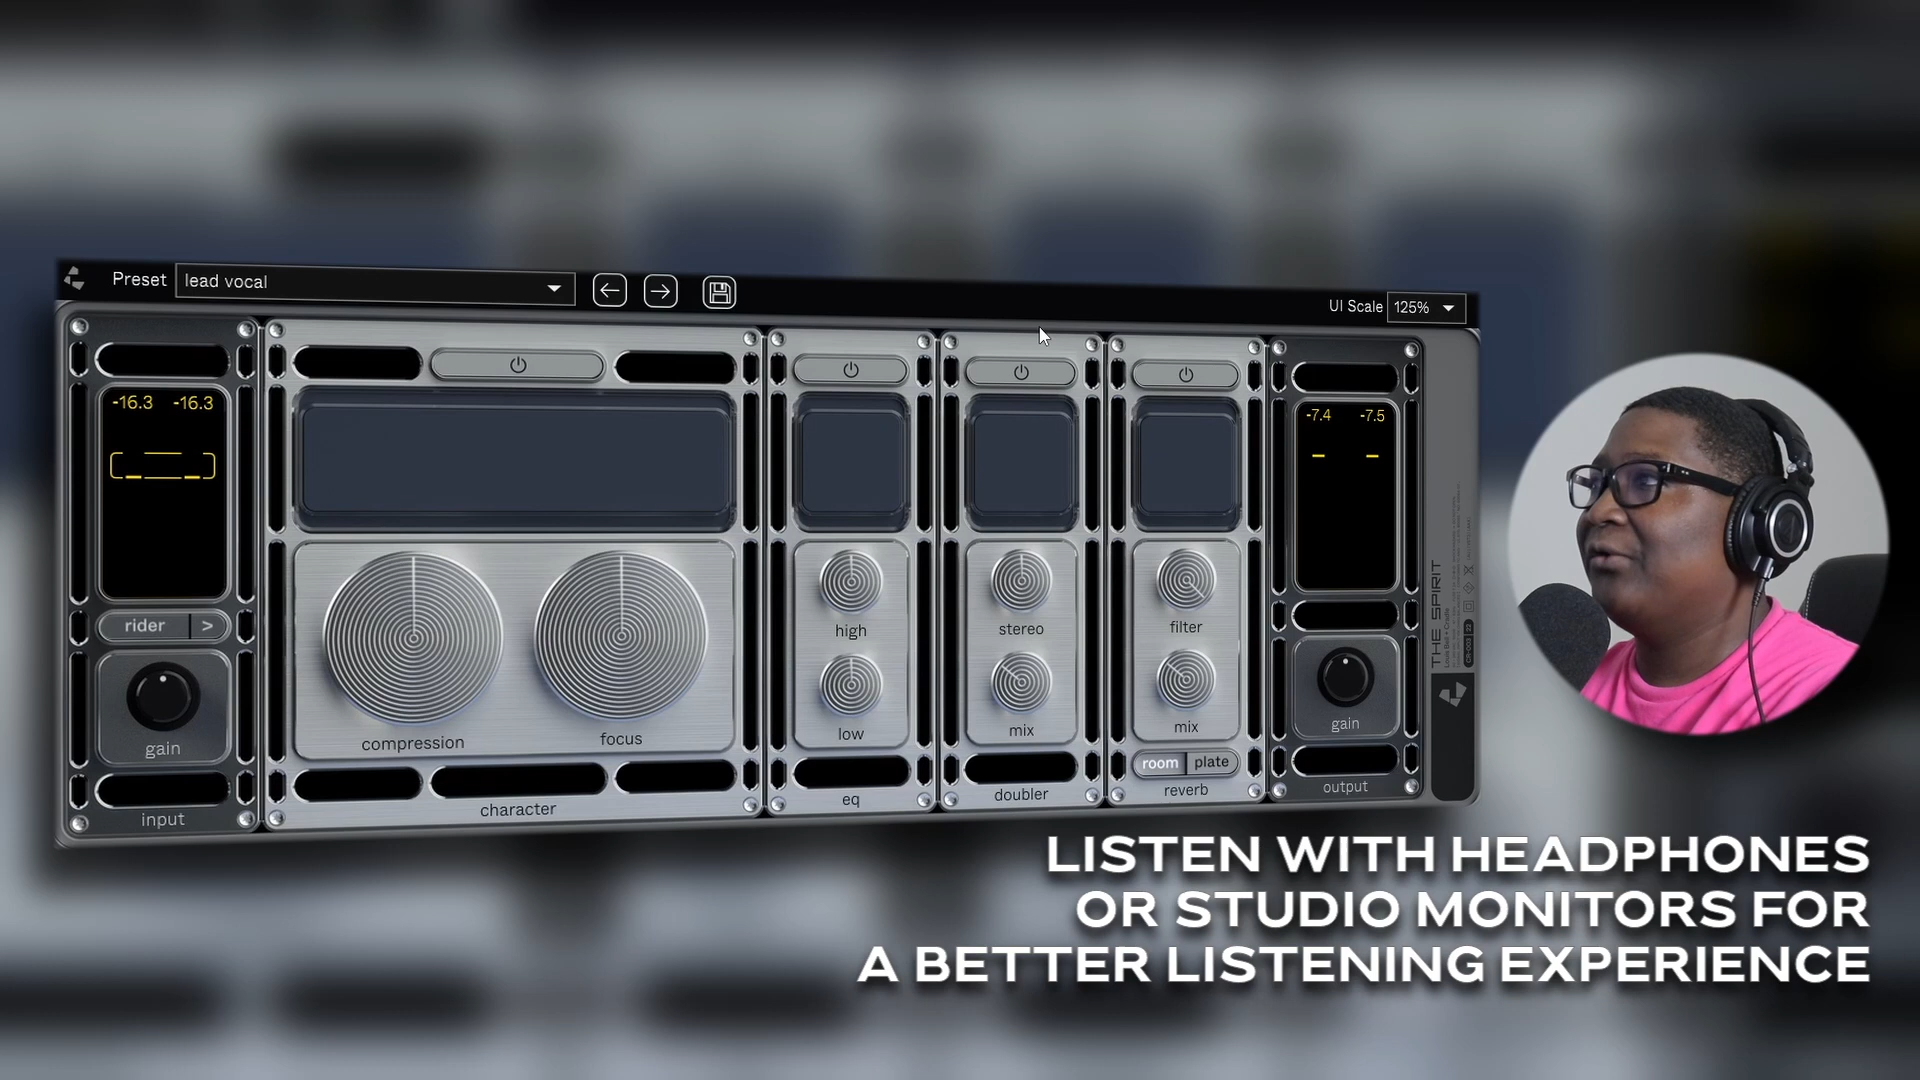 Preset
lead vocal
UI Scale
125%
-16.3 -16.3
-7.4 -7.5
rider >
gain
input
compression
focus
character
high
low
eq
stereo
mix
doubler
filter
mix
room plate
reverb
gain
output
THE SPIRIT
LISTEN WITH HEADPHONES
OR STUDIO MONITORS FOR
A BETTER LISTENING EXPERIENCE